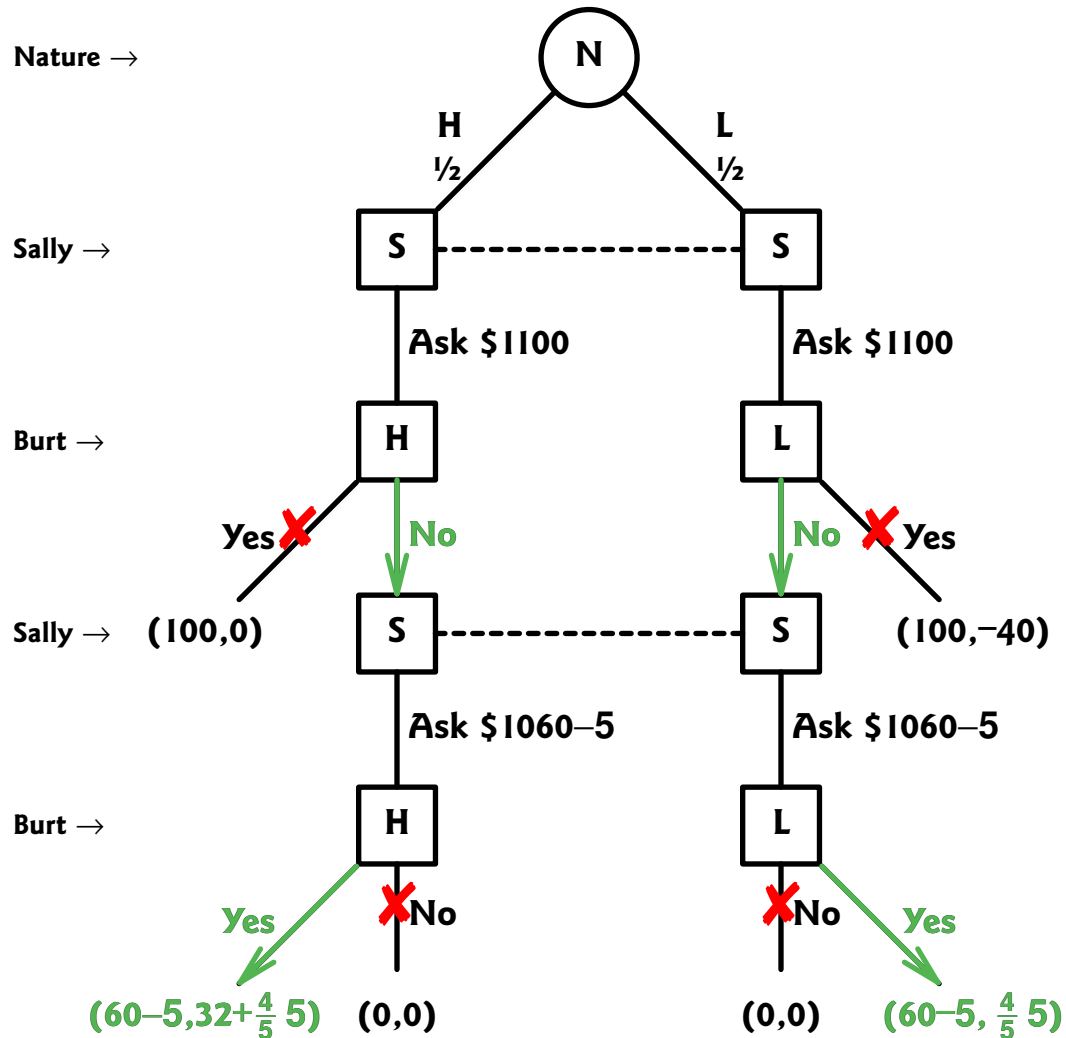 Nature → N
H L
½ ½
Sally → S S
Ask $1100 Ask $1100
Burt → H L
Yes No No Yes
(100,0) (100,–40)
Sally → S S
Ask $1060–5 Ask $1060–5
Burt → H L
Yes No No Yes
(60–5,32+4/5 5) (0,0) (0,0) (60–5, 4/5 5)